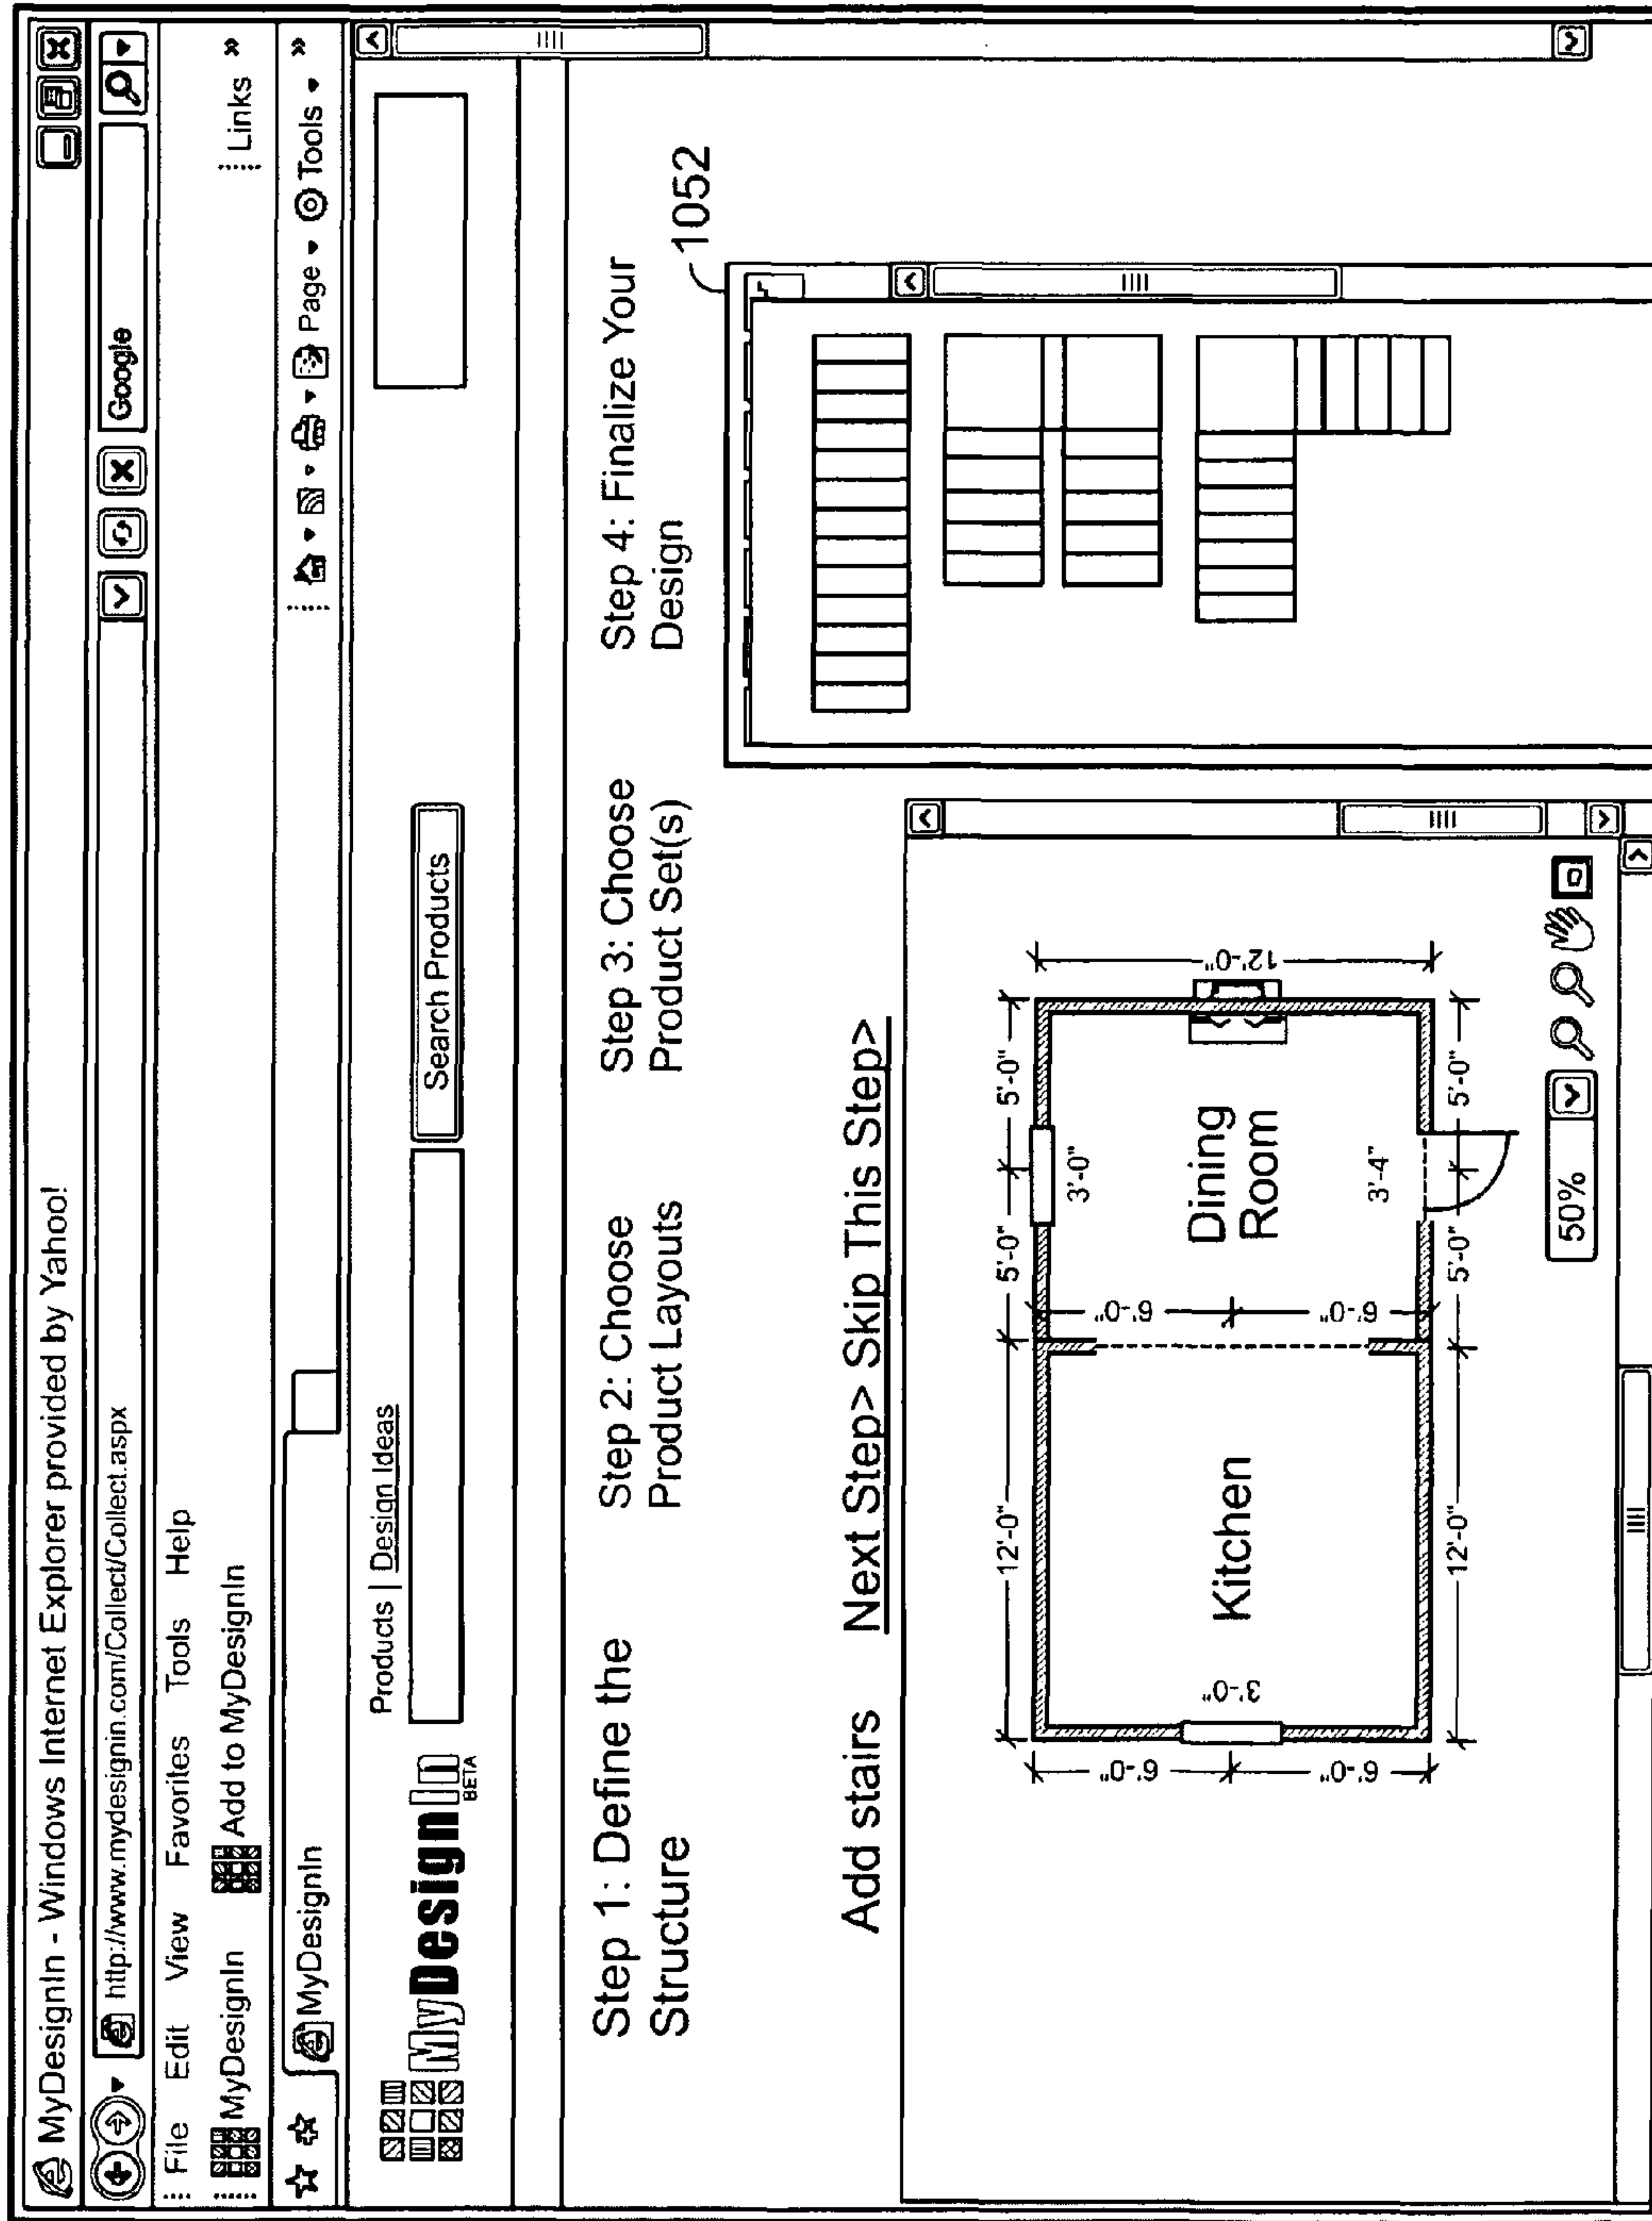 MyDesignIn - Windows Internet Explorer provided by Yahoo!
http://www.mydesignin.com/Collect/Collect.aspx
Google
File Edit View Favorites Tools Help
MyDesignIn Add to MyDesignIn Links »
MyDesignIn Page Tools »
Products | Design Ideas
MyDesignIn BETA Search Products
Step 1: Define the
Structure
Step 2: Choose
Product Layouts
Step 3: Choose
Product Set(s)
Step 4: Finalize Your
Design
1052
Add stairs Next Step> Skip This Step>
12'-0" 5'-0" 5'-0"
3'-0"
6'-0" 6'-0"
3'-0"
Kitchen
6'-0" 6'-0"
Dining
Room
12'-0"
3'-4"
12'-0" 5'-0" 5'-0"
50%